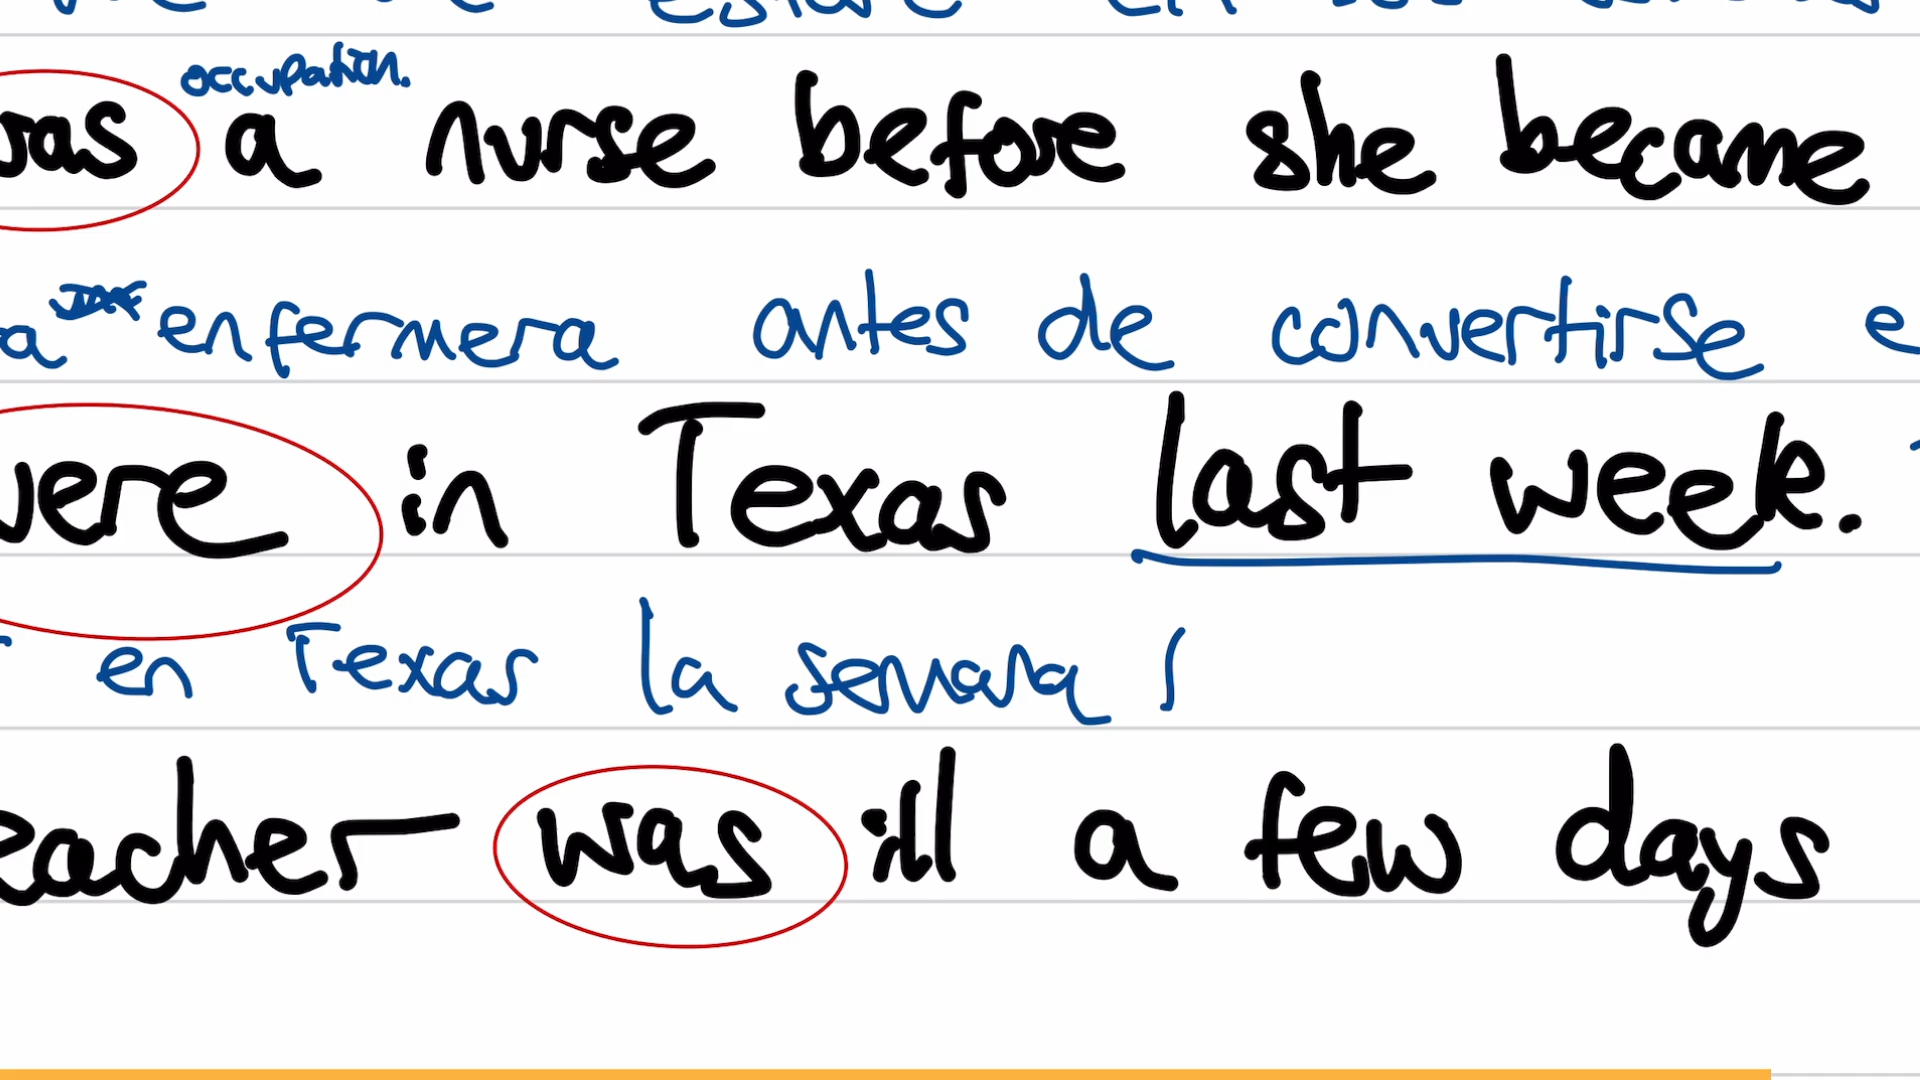 occupation.
was a nurse before she became
enfermera antes de convertirse e
were in Texas last week.
en Texas la semana
eacher was ill a few days